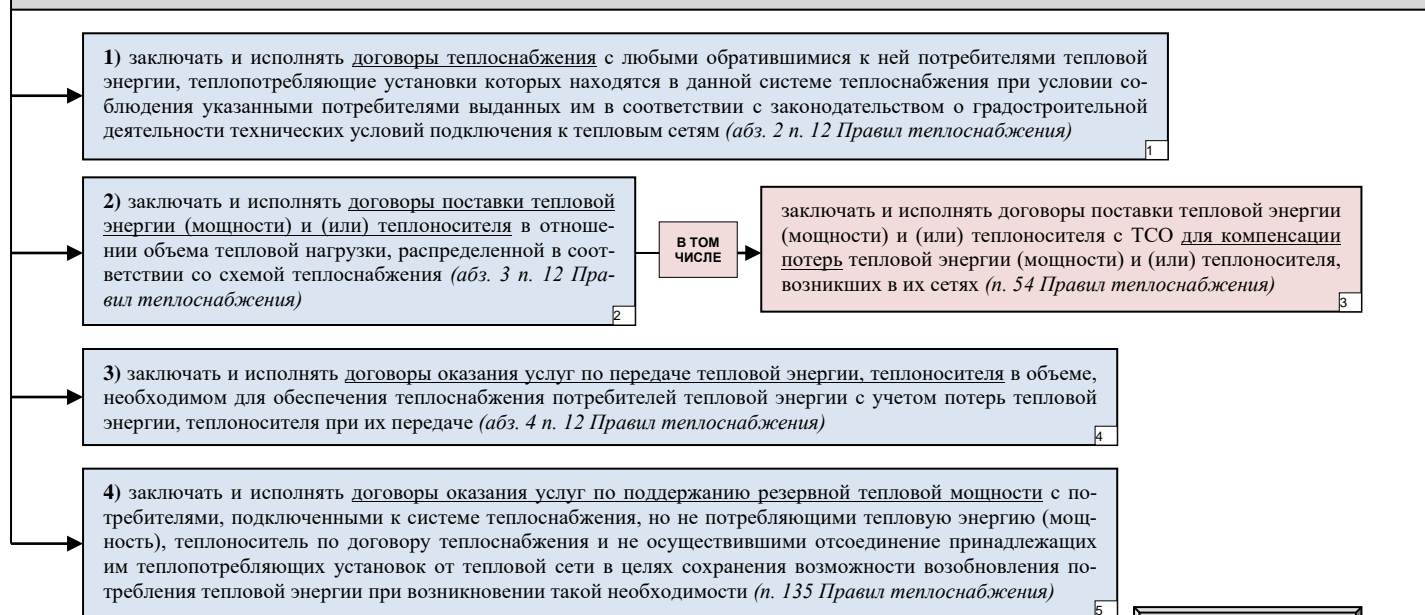 1) заключать и исполнять договоры теплоснабжения с любыми обратившимися к ней потребителями тепловой
энергии, теплопотребляющие установки которых находятся в данной системе теплоснабжения при условии со-
блюдения указанными потребителями выданных им в соответствии с законодательством о градостроительной
деятельности технических условий подключения к тепловым сетям (абз. 2 п. 12 Правил теплоснабжения)
1
2) заключать и исполнять договоры поставки тепловой
энергии (мощности) и (или) теплоносителя в отноше-
нии объема тепловой нагрузки, распределенной в соот-
ветствии со схемой теплоснабжения (абз. 3 п. 12 Пра-
вил теплоснабжения)
2
В ТОМ
ЧИСЛЕ
заключать и исполнять договоры поставки тепловой энергии
(мощности) и (или) теплоносителя с ТСО для компенсации
потерь тепловой энергии (мощности) и (или) теплоносителя,
возникших в их сетях (п. 54 Правил теплоснабжения)
3
3) заключать и исполнять договоры оказания услуг по передаче тепловой энергии, теплоносителя в объеме,
необходимом для обеспечения теплоснабжения потребителей тепловой энергии с учетом потерь тепловой
энергии, теплоносителя при их передаче (абз. 4 п. 12 Правил теплоснабжения)
4
4) заключать и исполнять договоры оказания услуг по поддержанию резервной тепловой мощности с по-
требителями, подключенными к системе теплоснабжения, но не потребляющими тепловую энергию (мощ-
ность), теплоноситель по договору теплоснабжения и не осуществившими отсоединение принадлежащих
им теплопотребляющих установок от тепловой сети в целях сохранения возможности возобновления по-
требления тепловой энергии при возникновении такой необходимости (п. 135 Правил теплоснабжения)
5